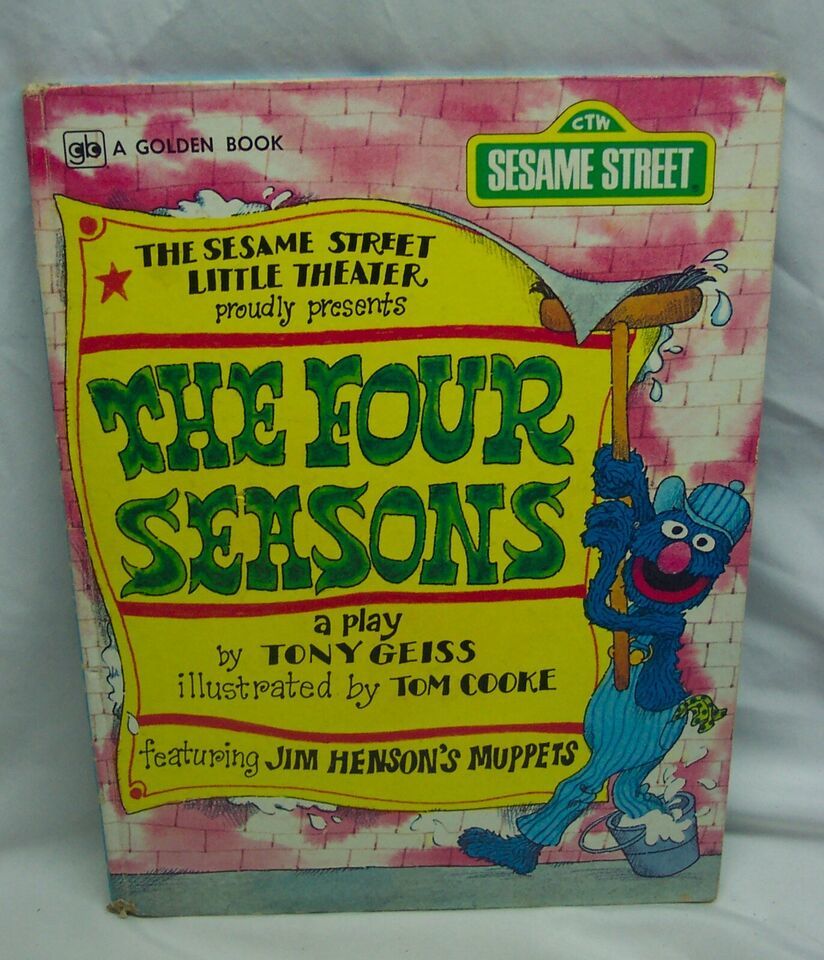 gb A GOLDEN BOOK
CTW
SESAME STREET
THE SESAME STREET
LITTLE THEATER
proudly presents
THE FOUR
SEASONS
a play
by TONY GEISS
illustrated by TOM COOKE
featuring JIM HENSON'S MUPPETS